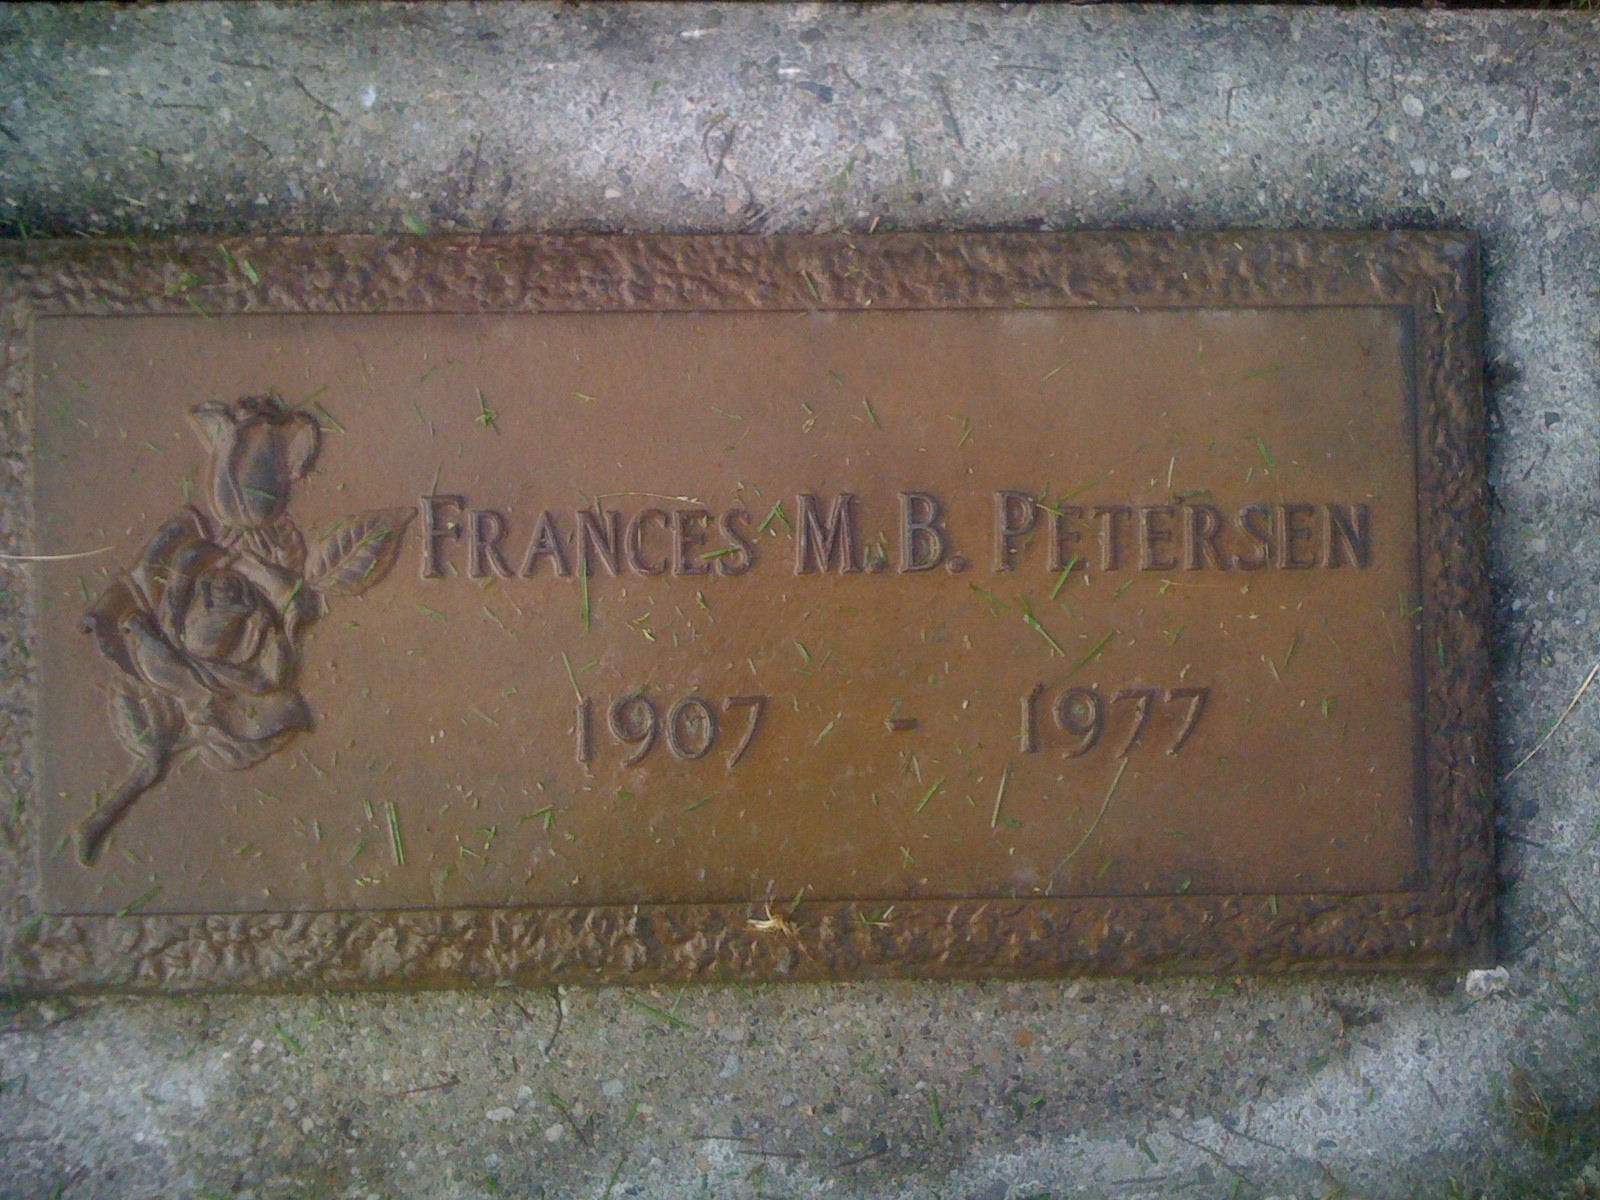 FRANCES M. B. PETERSEN
1907 - 1977